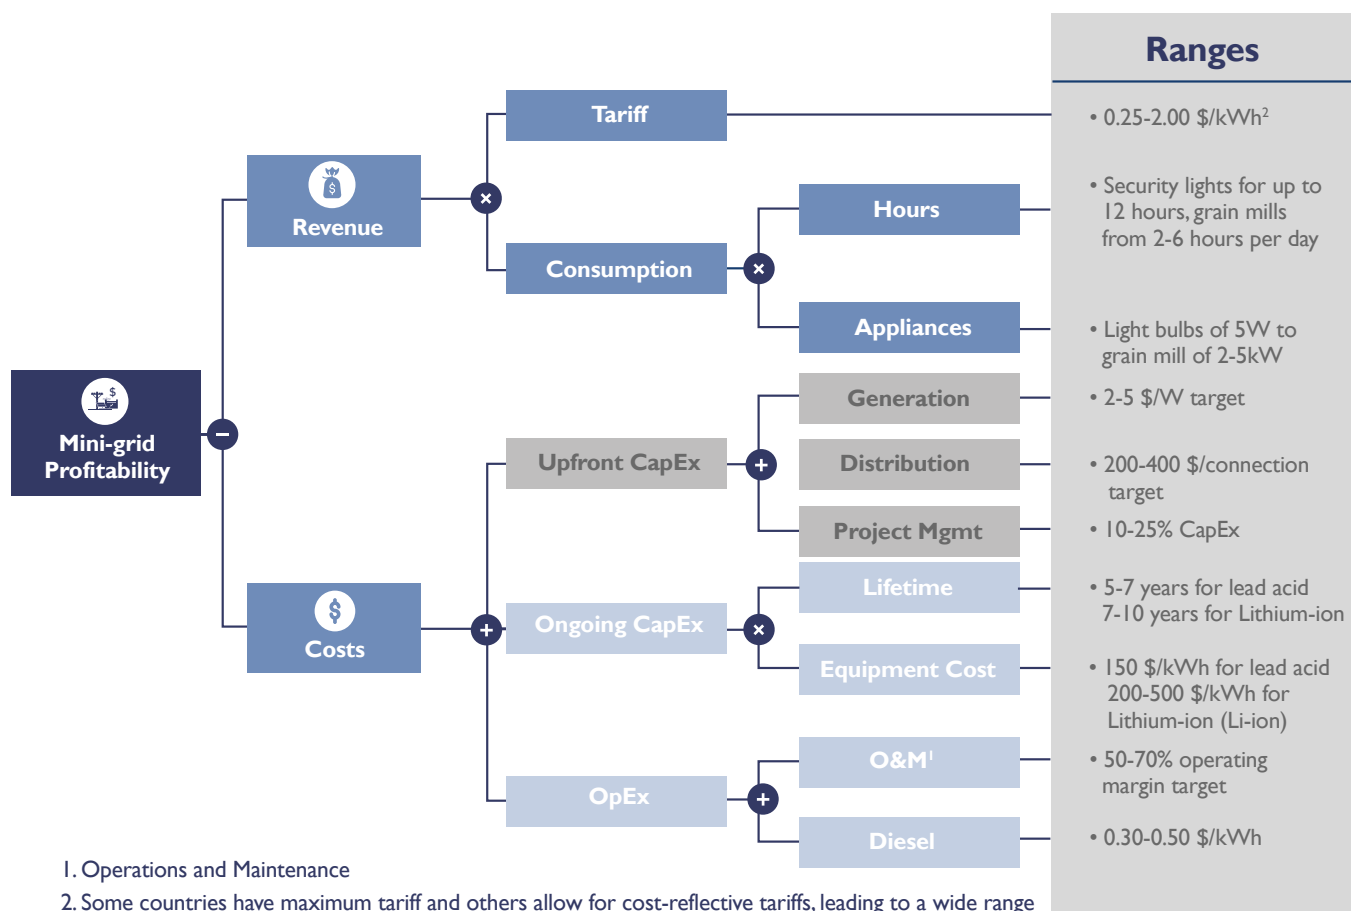 Ranges
Tariff
• 0.25-2.00 $/kWh²
Revenue
×
Hours
• Security lights for up to
12 hours, grain mills
from 2-6 hours per day
Consumption
×
Appliances
• Light bulbs of 5W to
grain mill of 2-5kW
$
Mini-grid
Profitability
−
Generation
• 2-5 $/W target
Upfront CapEx
+
Distribution
• 200-400 $/connection
target
Project Mgmt
• 10-25% CapEx
$
Costs
+
Lifetime
• 5-7 years for lead acid
7-10 years for Lithium-ion
Ongoing CapEx
×
Equipment Cost
• 150 $/kWh for lead acid
200-500 $/kWh for
Lithium-ion (Li-ion)
O&M¹
• 50-70% operating
margin target
OpEx
+
Diesel
• 0.30-0.50 $/kWh
1. Operations and Maintenance
2. Some countries have maximum tariff and others allow for cost-reflective tariffs, leading to a wide range